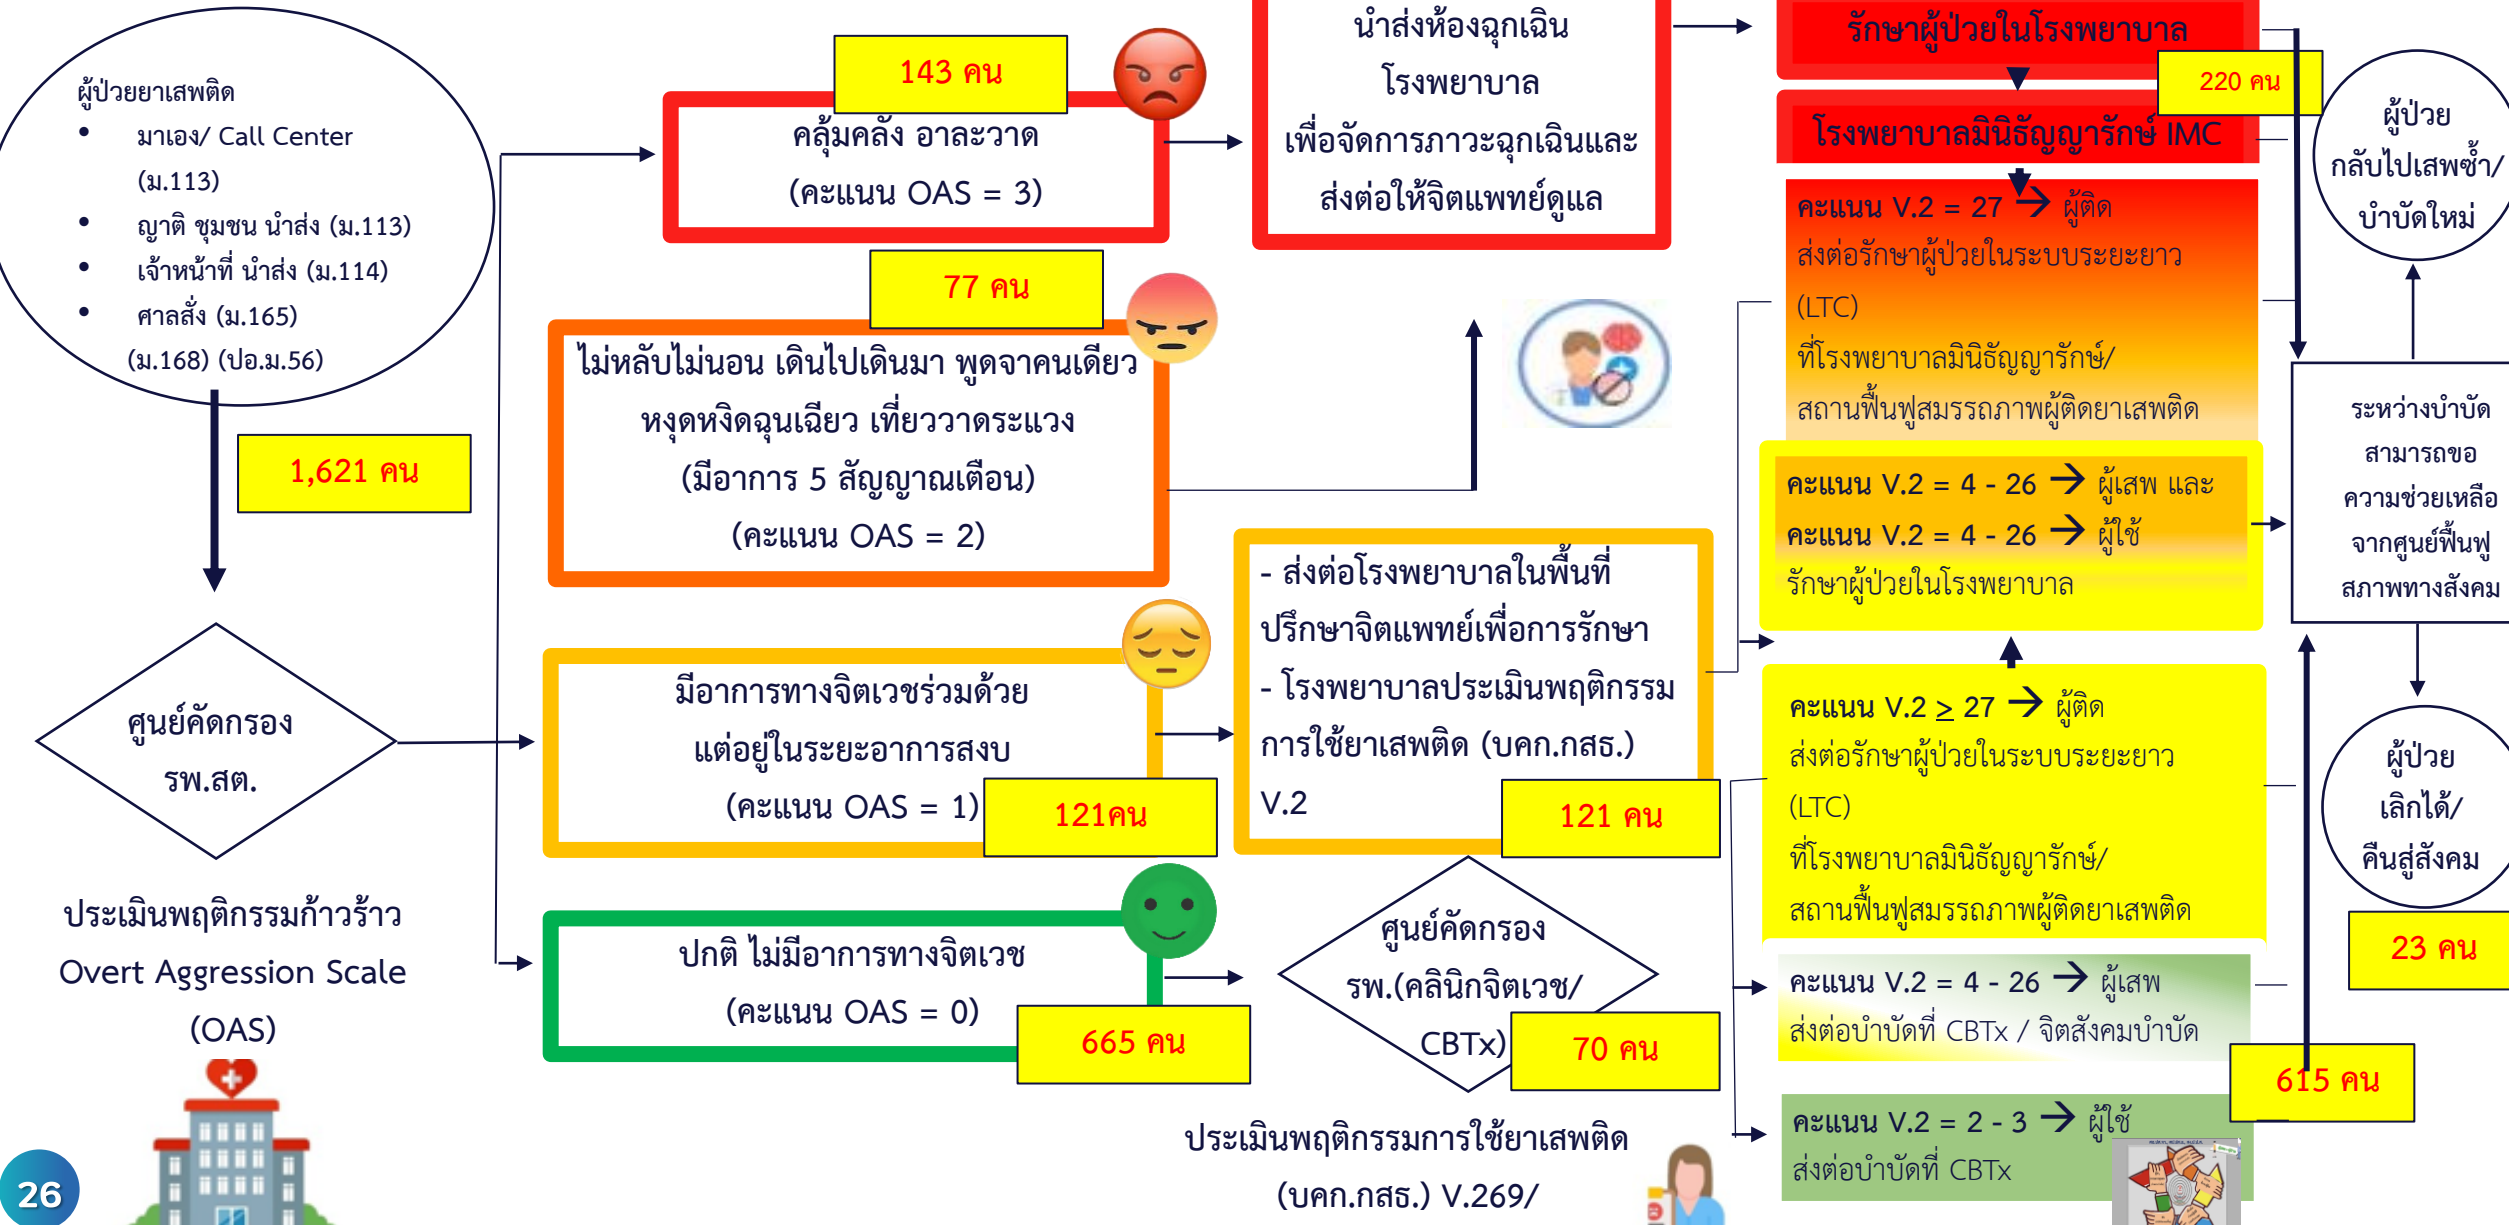 ผู้ป่วยยาเสพติด
• มาเอง/ Call Center
(ม.113)
• ญาติ ชุมชน นำส่ง (ม.113)
• เจ้าหน้าที่ นำส่ง (ม.114)
• ศาลสั่ง (ม.165)
(ม.168) (ปอ.ม.56)
1,621 คน
ศูนย์คัดกรอง
รพ.สต.
ประเมินพฤติกรรมก้าวร้าว
Overt Aggression Scale
(OAS)
26
143 คน
คลุ้มคลั่ง อาละวาด
(คะแนน OAS = 3)
77 คน
ไม่หลับไม่นอน เดินไปเดินมา พูดจาคนเดียว
หงุดหงิดฉุนเฉียว เที่ยววาดระแวง
(มีอาการ 5 สัญญาณเตือน)
(คะแนน OAS = 2)
มีอาการทางจิตเวชร่วมด้วย
แต่อยู่ในระยะอาการสงบ
(คะแนน OAS = 1)
121คน
ปกติ ไม่มีอาการทางจิตเวช
(คะแนน OAS = 0)
665 คน
นำส่งห้องฉุกเฉิน
โรงพยาบาล
เพื่อจัดการภาวะฉุกเฉินและ
ส่งต่อให้จิตแพทย์ดูแล
- ส่งต่อโรงพยาบาลในพื้นที่
ปรึกษาจิตแพทย์เพื่อการรักษา
- โรงพยาบาลประเมินพฤติกรรม
การใช้ยาเสพติด (บคก.กสธ.)
V.2
121 คน
ศูนย์คัดกรอง
รพ.(คลินิกจิตเวช/
CBTx)
70 คน
ประเมินพฤติกรรมการใช้ยาเสพติด
(บคก.กสธ.) V.269/
รักษาผู้ป่วยในโรงพยาบาล
220 คน
โรงพยาบาลมินิธัญญารักษ์ IMC
คะแนน V.2 = 27 → ผู้ติด
ส่งต่อรักษาผู้ป่วยในระบบระยะยาว
(LTC)
ที่โรงพยาบาลมินิธัญญารักษ์/
สถานฟื้นฟูสมรรถภาพผู้ติดยาเสพติด
คะแนน V.2 = 4 - 26 → ผู้เสพ และ
คะแนน V.2 = 4 - 26 → ผู้ใช้
รักษาผู้ป่วยในโรงพยาบาล
คะแนน V.2 ≥ 27 → ผู้ติด
ส่งต่อรักษาผู้ป่วยในระบบระยะยาว
(LTC)
ที่โรงพยาบาลมินิธัญญารักษ์/
สถานฟื้นฟูสมรรถภาพผู้ติดยาเสพติด
คะแนน V.2 = 4 - 26 → ผู้เสพ
ส่งต่อบำบัดที่ CBTx / จิตสังคมบำบัด
615 คน
คะแนน V.2 = 2 - 3 → ผู้ใช้
ส่งต่อบำบัดที่ CBTx
ผู้ป่วย
กลับไปเสพซ้ำ/
บำบัดใหม่
ระหว่างบำบัด
สามารถขอ
ความช่วยเหลือ
จากศูนย์ฟื้นฟู
สภาพทางสังคม
ผู้ป่วย
เลิกได้/
คืนสู่สังคม
23 คน